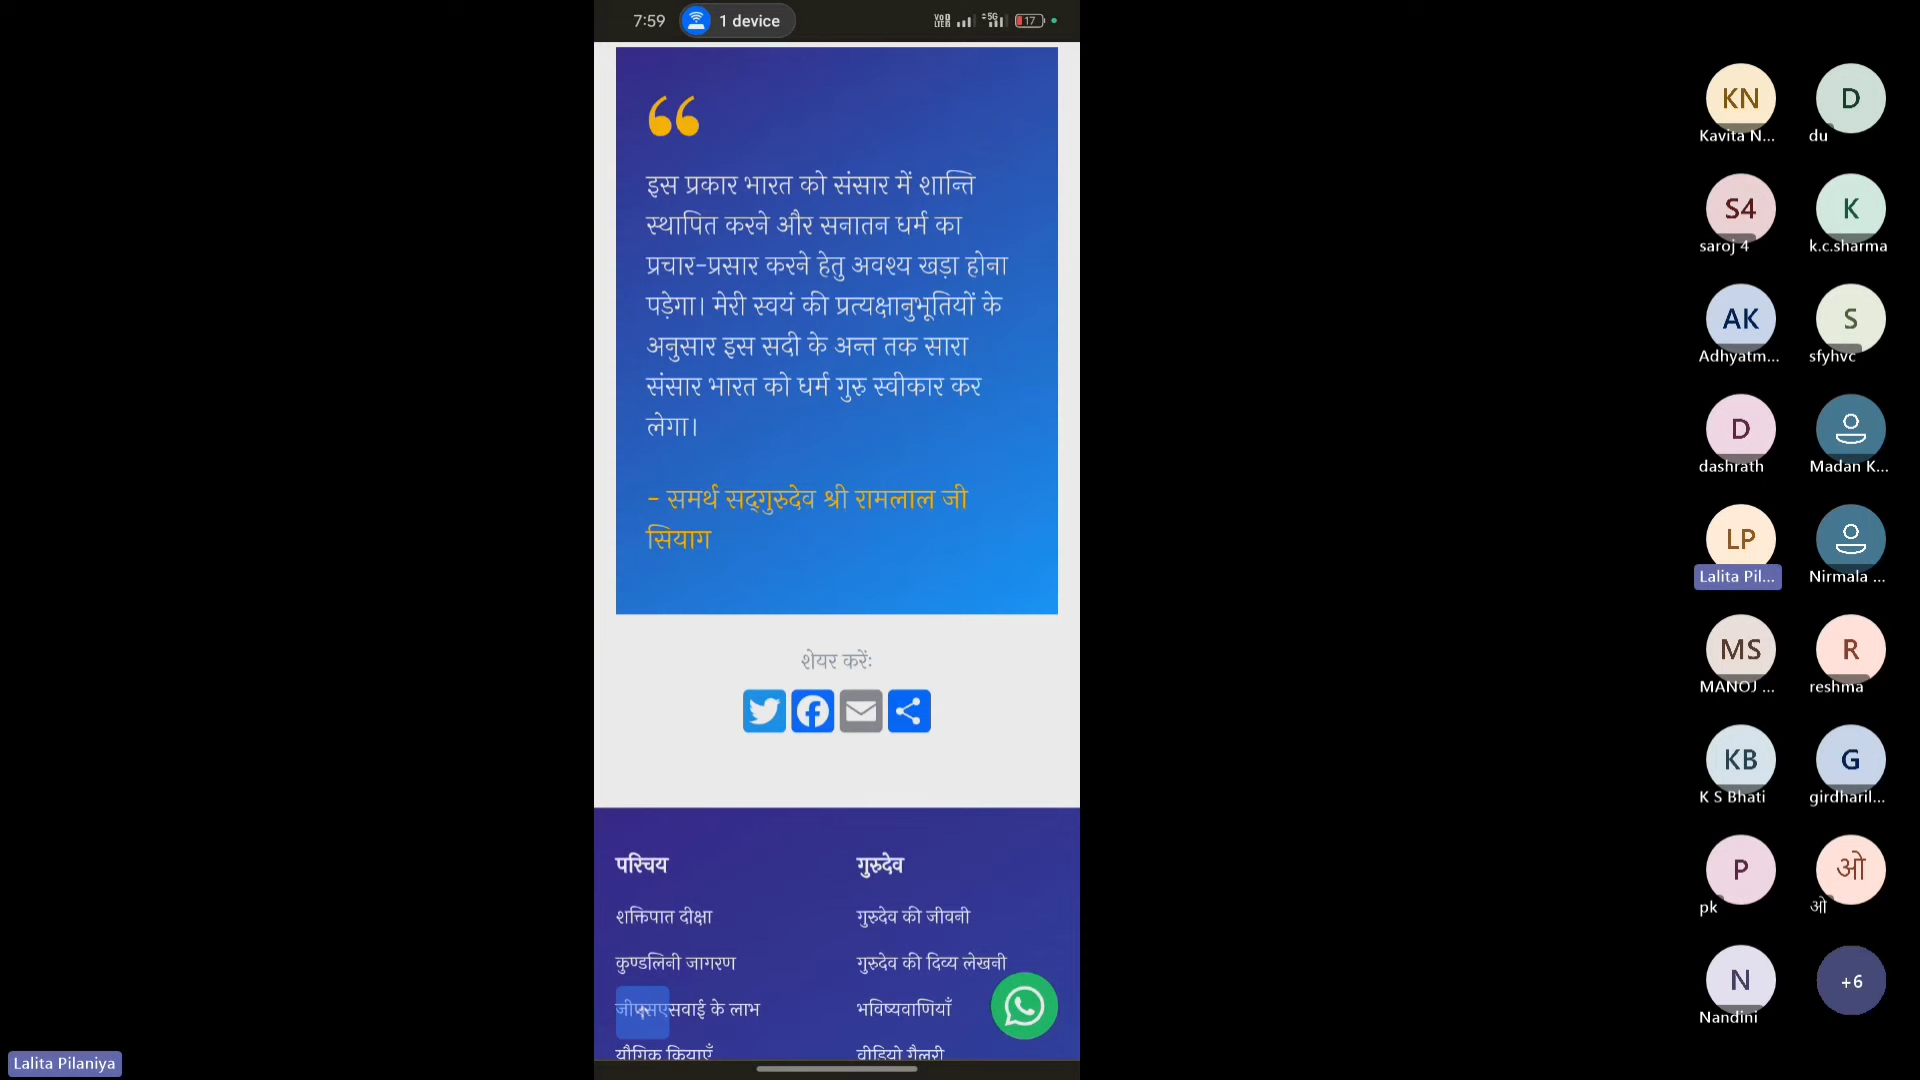 7:59
1 device
5G
17
इस प्रकार भारत को संसार में शान्ति
स्थापित करने और सनातन धर्म का
प्रचार-प्रसार करने हेतु अवश्य खड़ा होना
पड़ेगा। मेरी स्वयं की प्रत्यक्षानुभूतियों के
अनुसार इस सदी के अन्त तक सारा
संसार भारत को धर्म गुरु स्वीकार कर
लेगा।
- समर्थ सद्‌गुरुदेव श्री रामलाल जी
सियाग
शेयर करें:
परिचय
शक्तिपात दीक्षा
कुण्डलिनी जागरण
जीएसएसवाई के लाभ
यौगिक क्रियाएँ
गुरुदेव
गुरुदेव की जीवनी
गुरुदेव की दिव्य लेखनी
भविष्यवाणियाँ
वीडियो गैलरी
KN
Kavita N...
D
du
S4
saroj 4
K
k.c.sharma
AK
Adhyatm...
S
sfyhvc
D
dashrath
Madan K...
LP
Lalita Pil...
Nirmala ...
MS
MANOJ ...
R
reshma
KB
K S Bhati
G
girdharil...
P
pk
ओ
ओ
N
Nandini
+6
Lalita Pilaniya